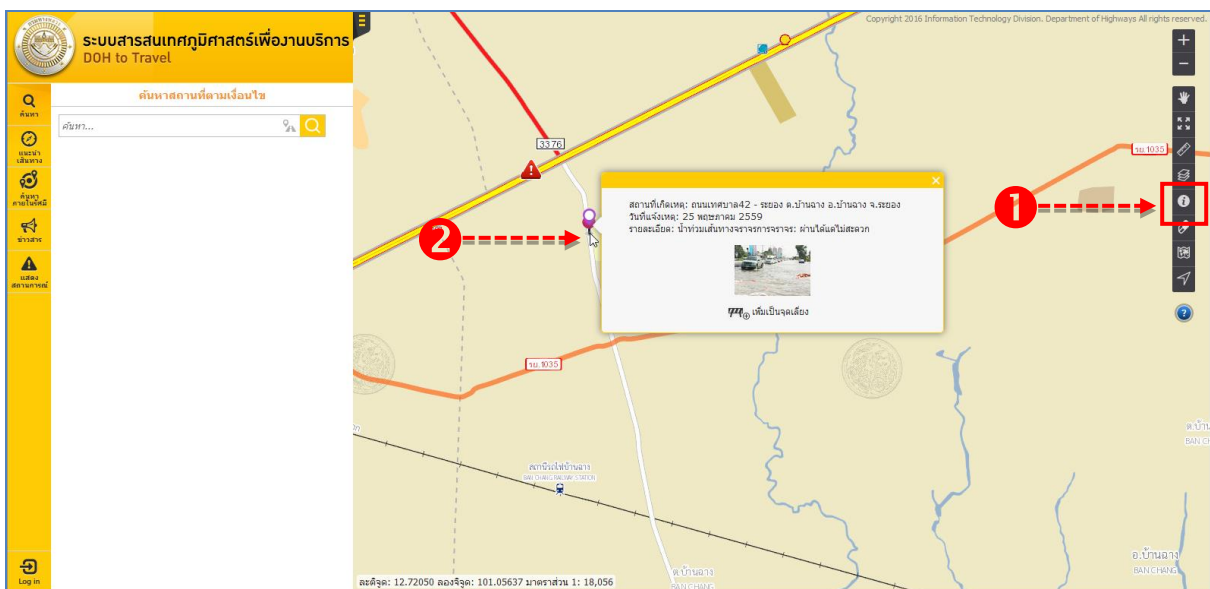 ระบบสารสนเทศภูมิศาสตร์เพื่องานบริการ
DOH to Travel
Copyright 2016 Information Technology Division. Department of Highways All rights reserved.
ค้นหา
แนะนำ
เส้นทาง
ค้นหา
ภายในรัศมี
ข่าวสาร
แสดง
สถานการณ์
Log in
ค้นหาสถานที่ตามเงื่อนไข
ค้นหา...
3376
รย.1035
สถานที่เกิดเหตุ: ถนนเทศบาล42 - ระยอง ต.บ้านฉาง อ.บ้านฉาง จ.ระยอง
วันที่แจ้งเหตุ: 25 พฤษภาคม 2559
รายละเอียด: น้ำท่วมเส้นทางจราจรการจราจร: ผ่านได้แต่ไม่สะดวก
เพิ่มเป็นจุดเลี่ยง
1
2
รย.1035
สถานีรถไฟบ้านฉาง
BAN CHANG RAILWAY STATION
ต.บ้าน
BAN C
อ.บ้านฉาง
BAN CHANG
ต.บ้านฉาง
BAN CHANG
ละติจูด: 12.72050 ลองจิจูด: 101.05637 มาตราส่วน 1: 18,056